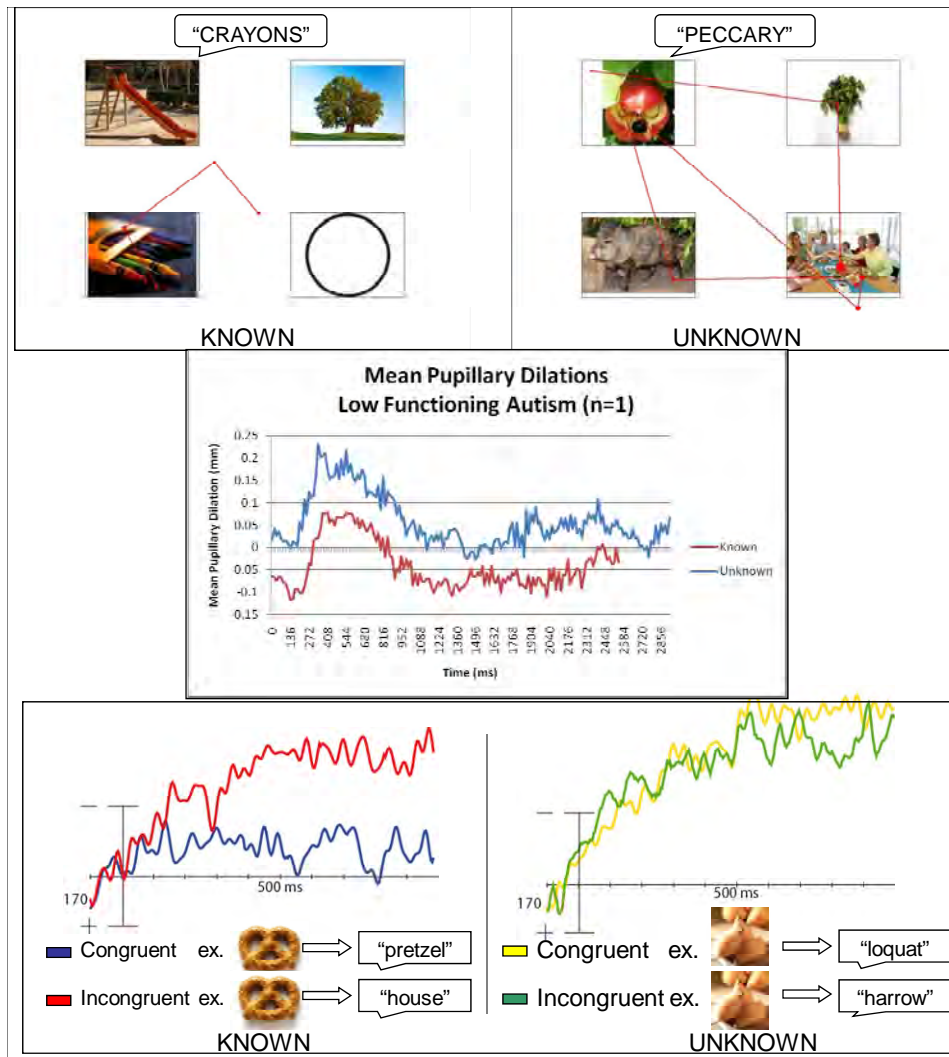 “CRAYONS”
“PECCARY”
KNOWN
UNKNOWN
Mean Pupillary Dilations
Low Functioning Autism (n=1)
Mean Pupillary Dilation (mm)
0.25
0.2
0.15
0.1
0.05
0
-0.05
-0.1
-0.15
0
136
272
408
544
680
816
952
1088
1224
1360
1496
1632
1768
1904
2040
2176
2312
2448
2584
2720
2856
Time (ms)
Known
Unknown
170
500 ms
Congruent ex.
“pretzel”
Incongruent ex.
“house”
KNOWN
500 ms
170
Congruent ex.
“loquat”
Incongruent ex.
“harrow”
UNKNOWN